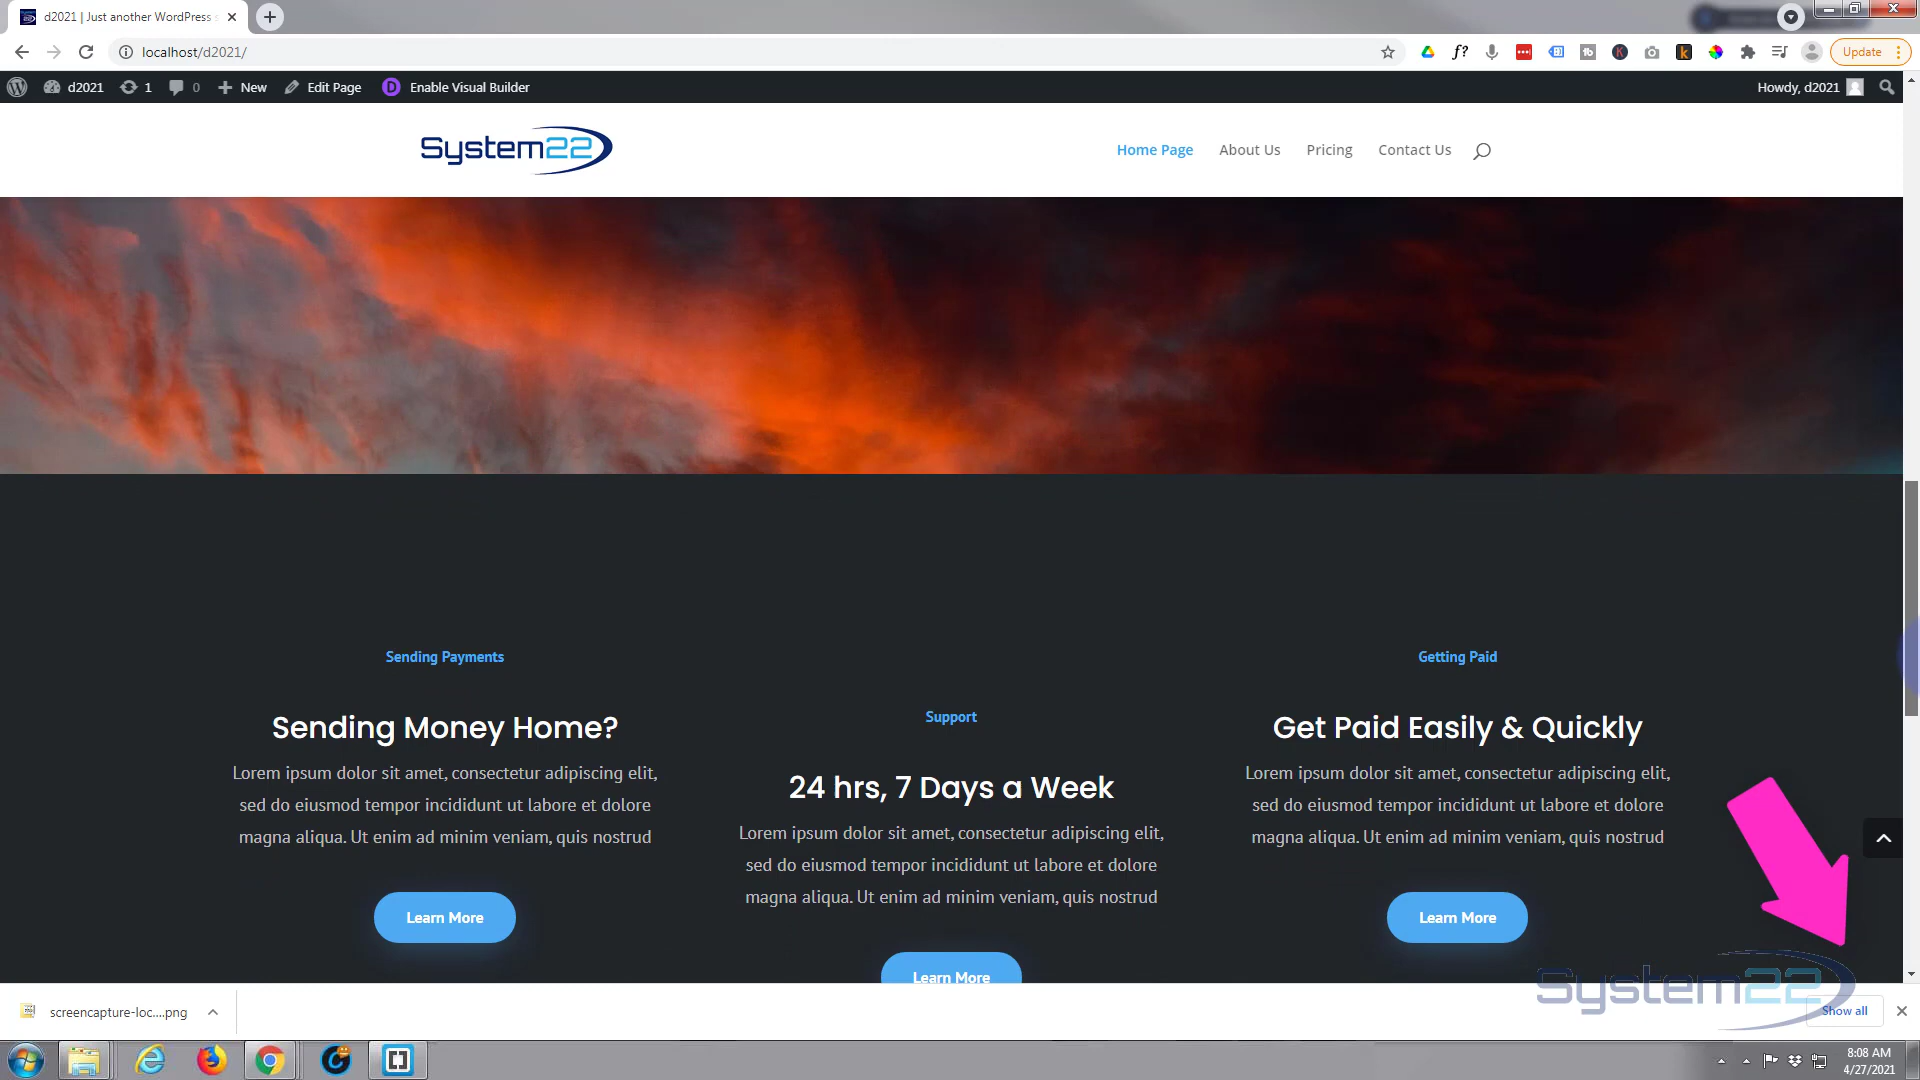 d2021 | Just another WordPress s
localhost/d2021/
Update
d2021
1
0
New
Edit Page
Enable Visual Builder
Howdy, d2021
System22
Home Page
About Us
Pricing
Contact Us
Sending Payments
Sending Money Home?
Lorem ipsum dolor sit amet, consectetur adipiscing elit,
sed do eiusmod tempor incididunt ut labore et dolore
magna aliqua. Ut enim ad minim veniam, quis nostrud
Learn More
Support
24 hrs, 7 Days a Week
Lorem ipsum dolor sit amet, consectetur adipiscing elit,
sed do eiusmod tempor incididunt ut labore et dolore
magna aliqua. Ut enim ad minim veniam, quis nostrud
Learn More
Getting Paid
Get Paid Easily & Quickly
Lorem ipsum dolor sit amet, consectetur adipiscing elit,
sed do eiusmod tempor incididunt ut labore et dolore
magna aliqua. Ut enim ad minim veniam, quis nostrud
Learn More
System22
screencapture-loc....png
Show all
8:08 AM
4/27/2021